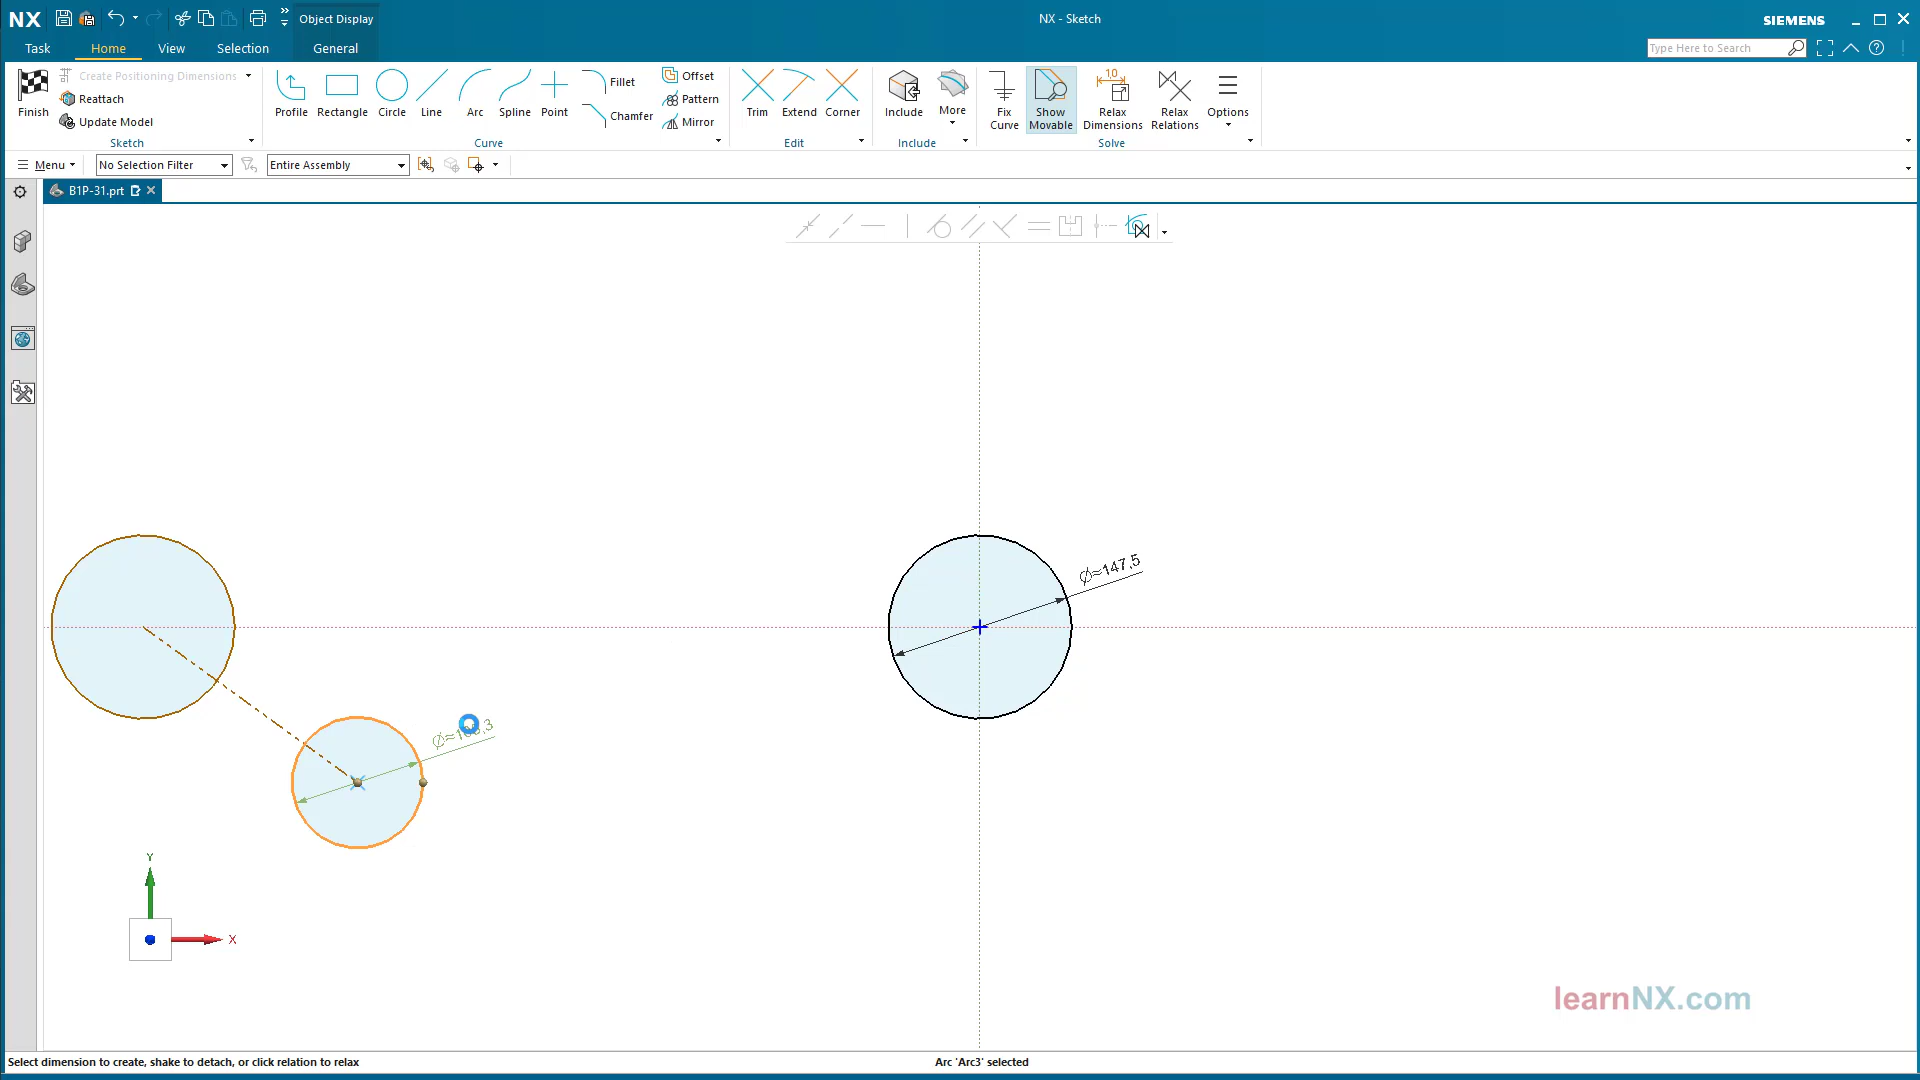 NX
Object Display
NX - Sketch
SIEMENS
Task
Home
View
Selection
General
Type Here to Search
Create Positioning Dimensions
Reattach
Update Model
Finish
Sketch
Profile
Rectangle
Circle
Line
Arc
Spline
Point
Fillet
Chamfer
Offset
Pattern
Mirror
Curve
Trim
Extend
Corner
Edit
Include
More
Include
Fix
Curve
Show
Movable
1,0
Relax
Dimensions
Relax
Relations
Options
Solve
Menu
No Selection Filter
Entire Assembly
B1P-31.prt
Ø≈147,5
Y
X
learnNX.com
Select dimension to create, shake to detach, or click relation to relax
Arc 'Arc3' selected